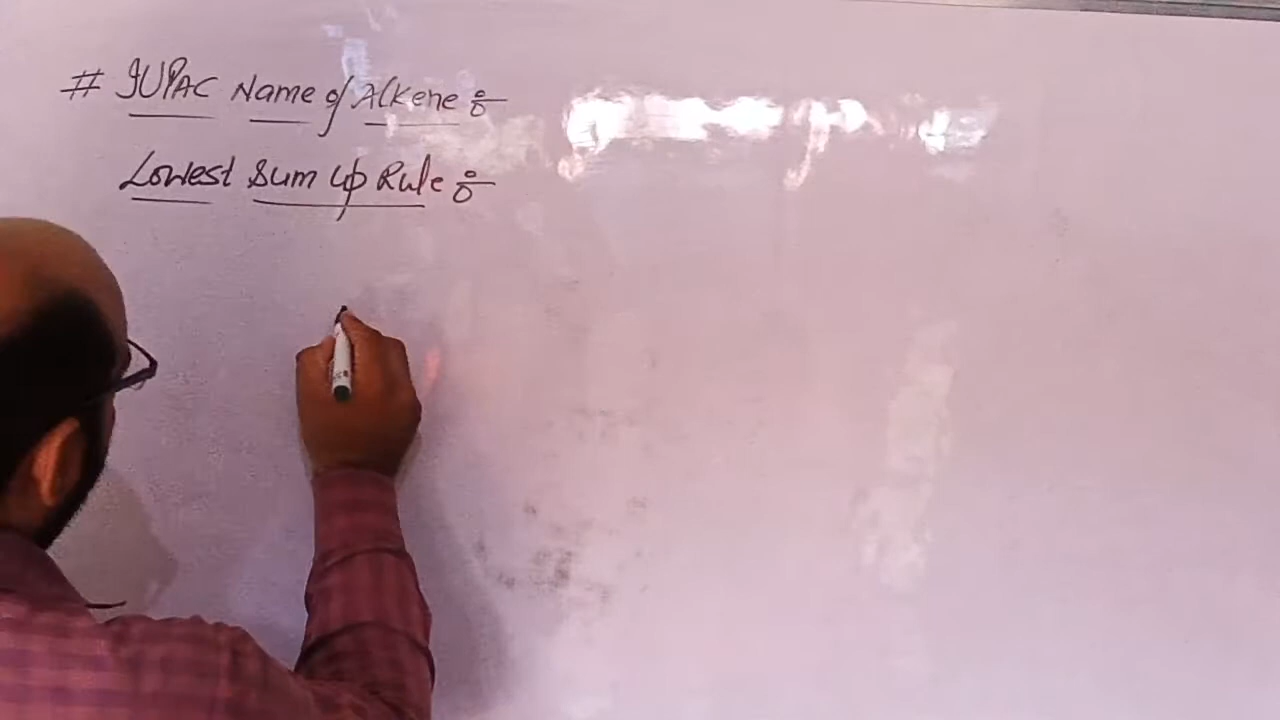 # IUPAC Name of Alkene :-
Lowest Sum Up Rule :-